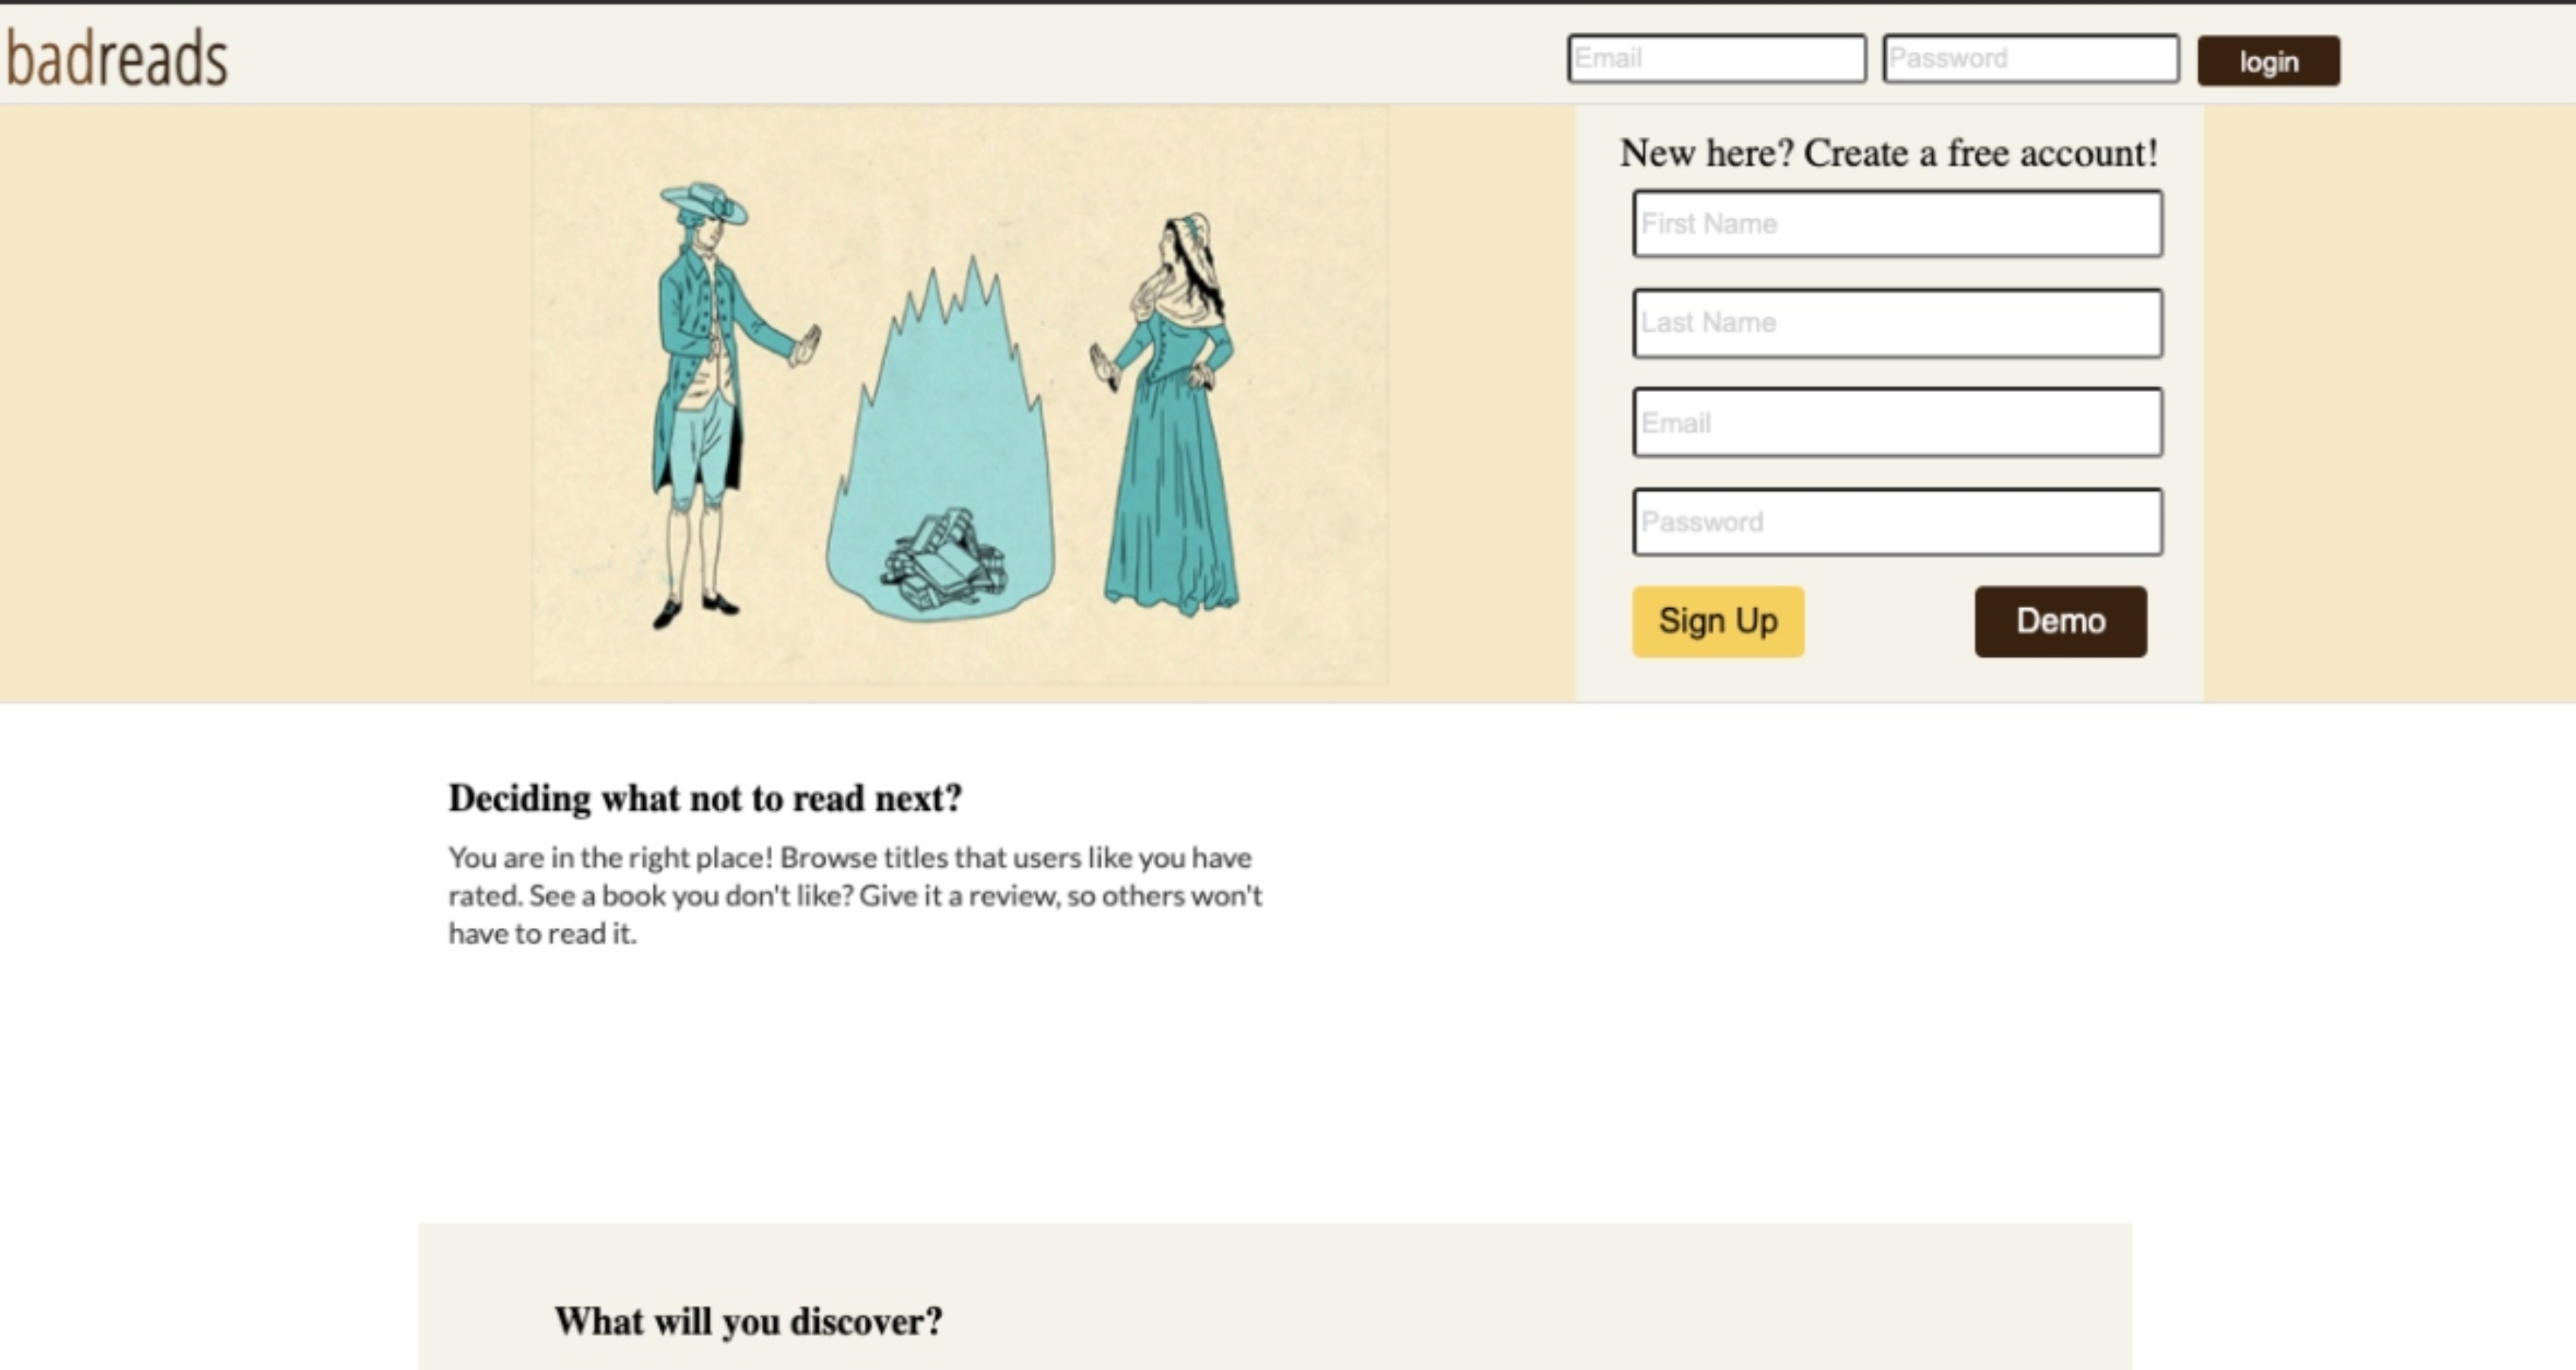 badreads
Email
Password
login
New here? Create a free account!
First Name
Last Name
Email
Password
Sign Up
Demo
Deciding what not to read next?
You are in the right place! Browse titles that users like you have
rated. See a book you don't like? Give it a review, so others won't
have to read it.
What will you discover?